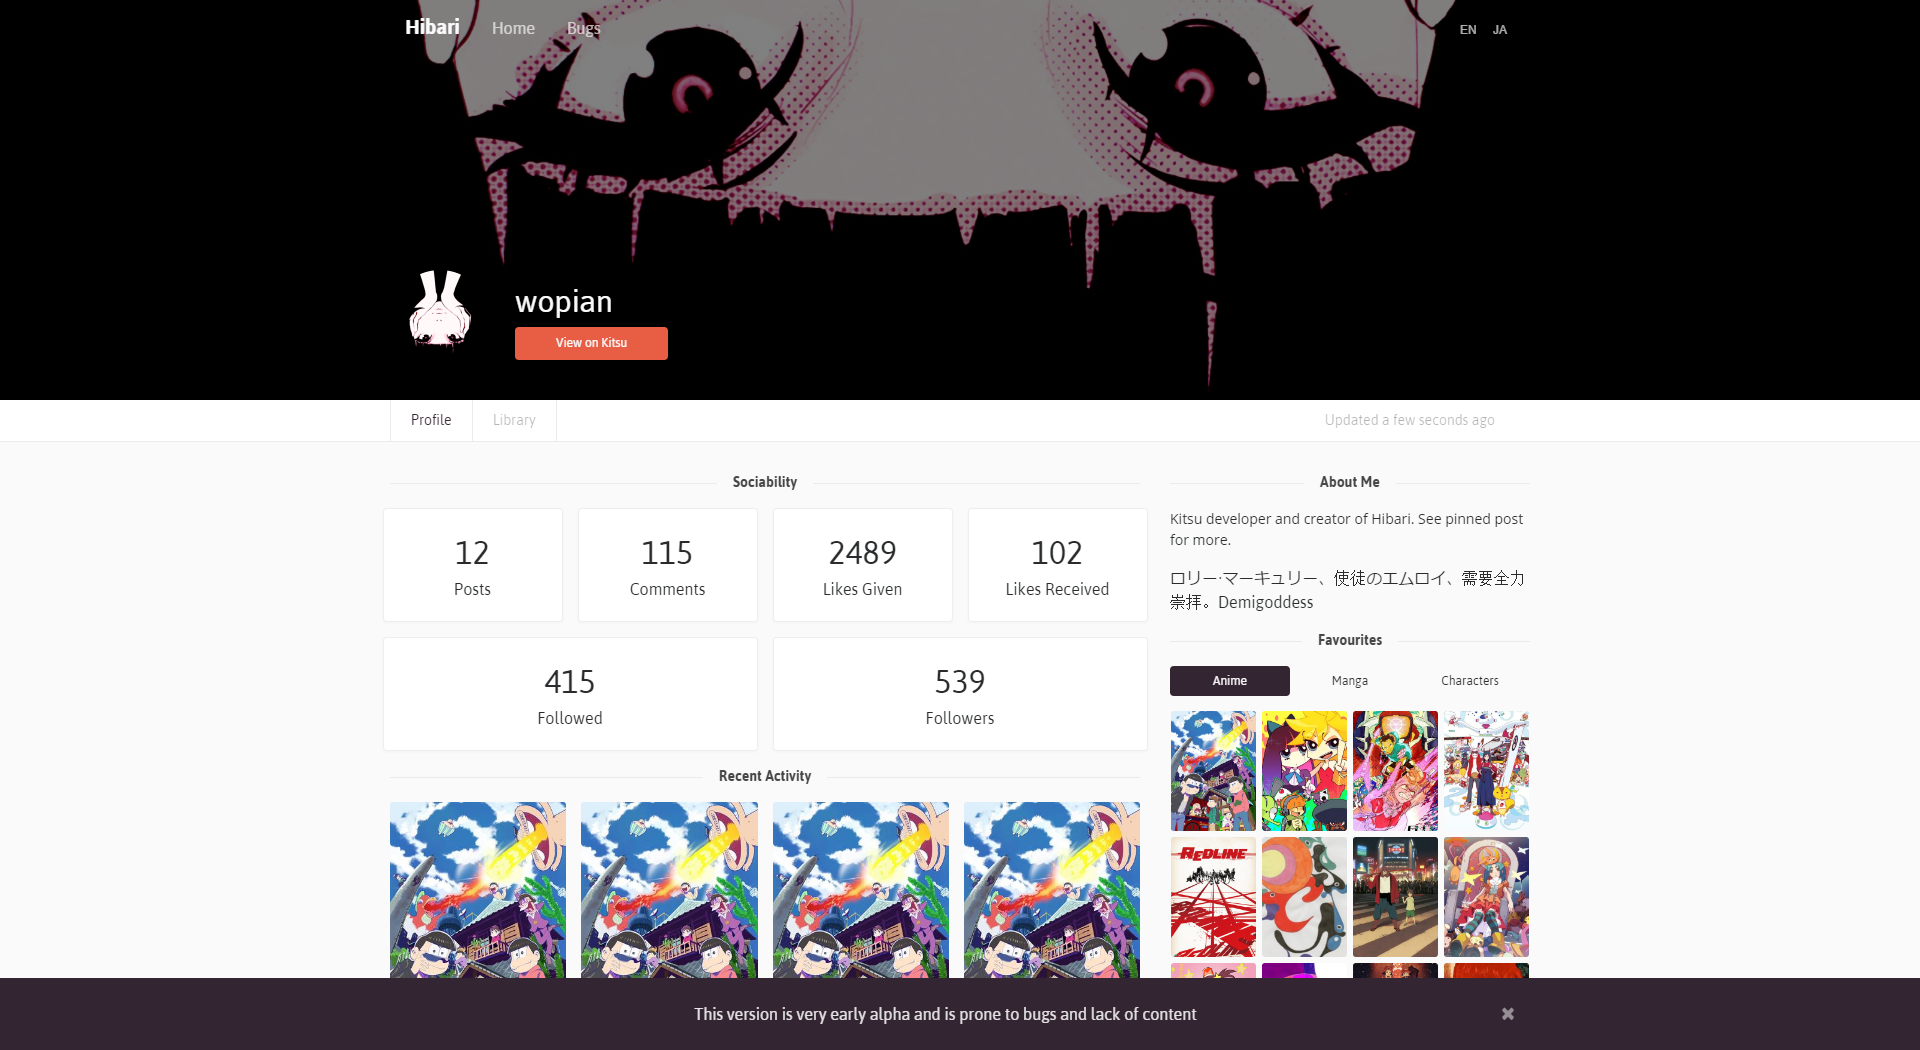 Hibari Home Bugs EN JA
wopian
View on Kitsu
Profile Library Updated a few seconds ago
Sociability
12
Posts
115
Comments
2489
Likes Given
102
Likes Received
415
Followed
539
Followers
Recent Activity
About Me
Kitsu developer and creator of Hibari. See pinned post
for more.
ロリー·マーキュリー、使徒のエムロイ、需要全力
崇拝。Demigoddess
Favourites
Anime Manga Characters
REDLINE
This version is very early alpha and is prone to bugs and lack of content